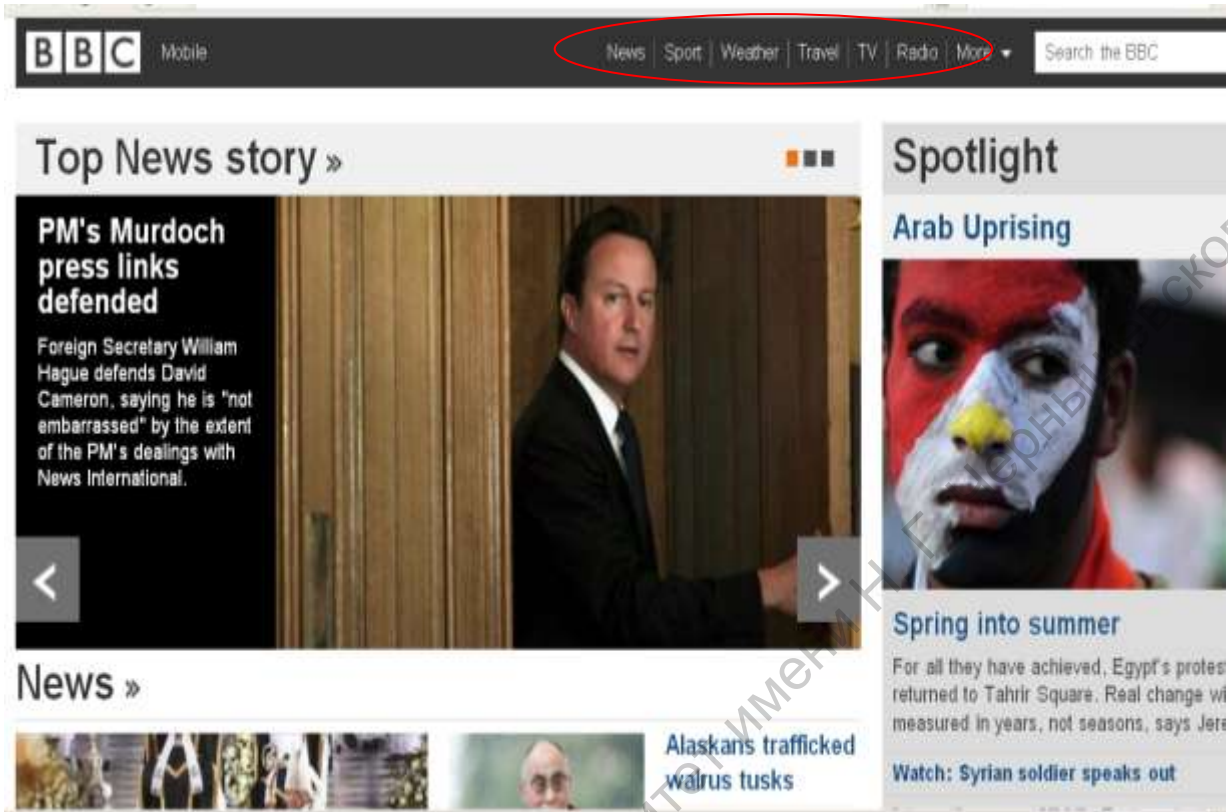 BBC Mobile News Sport Weather Travel TV Radio More Search the BBC
Top News story »
PM's Murdoch
press links
defended
Foreign Secretary William
Hague defends David
Cameron, saying he is "not
embarrassed" by the extent
of the PM's dealings with
News International.
News »
Alaskans trafficked
walrus tusks
Spotlight
Arab Uprising
Spring into summer
For all they have achieved, Egypt's
returned to Tahrir Square. Real change
measured in years, not seasons, says
Watch: Syrian soldier speaks out
имени Н. Г.